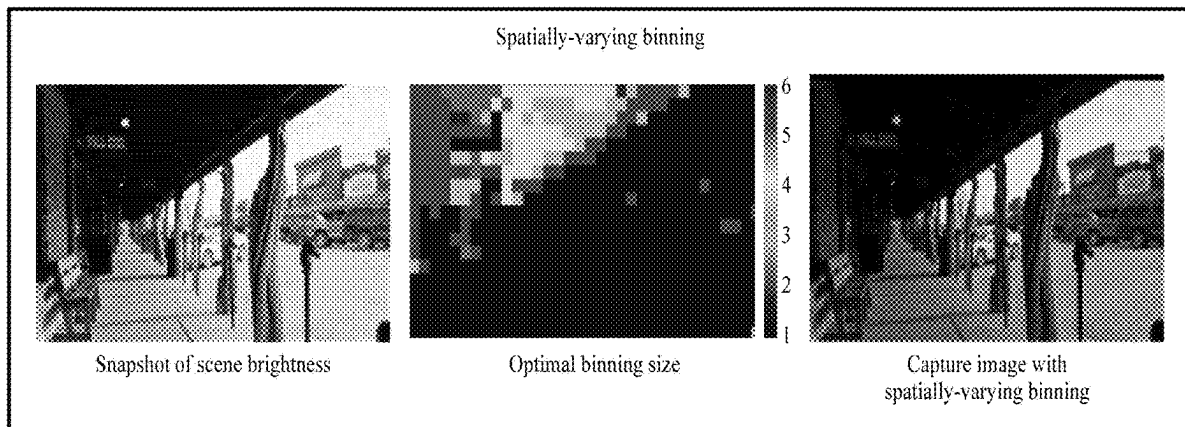 Spatially-varying binning
6
5
4
3
2
1
Snapshot of scene brightness
Optimal binning size
Capture image with
spatially-varying binning